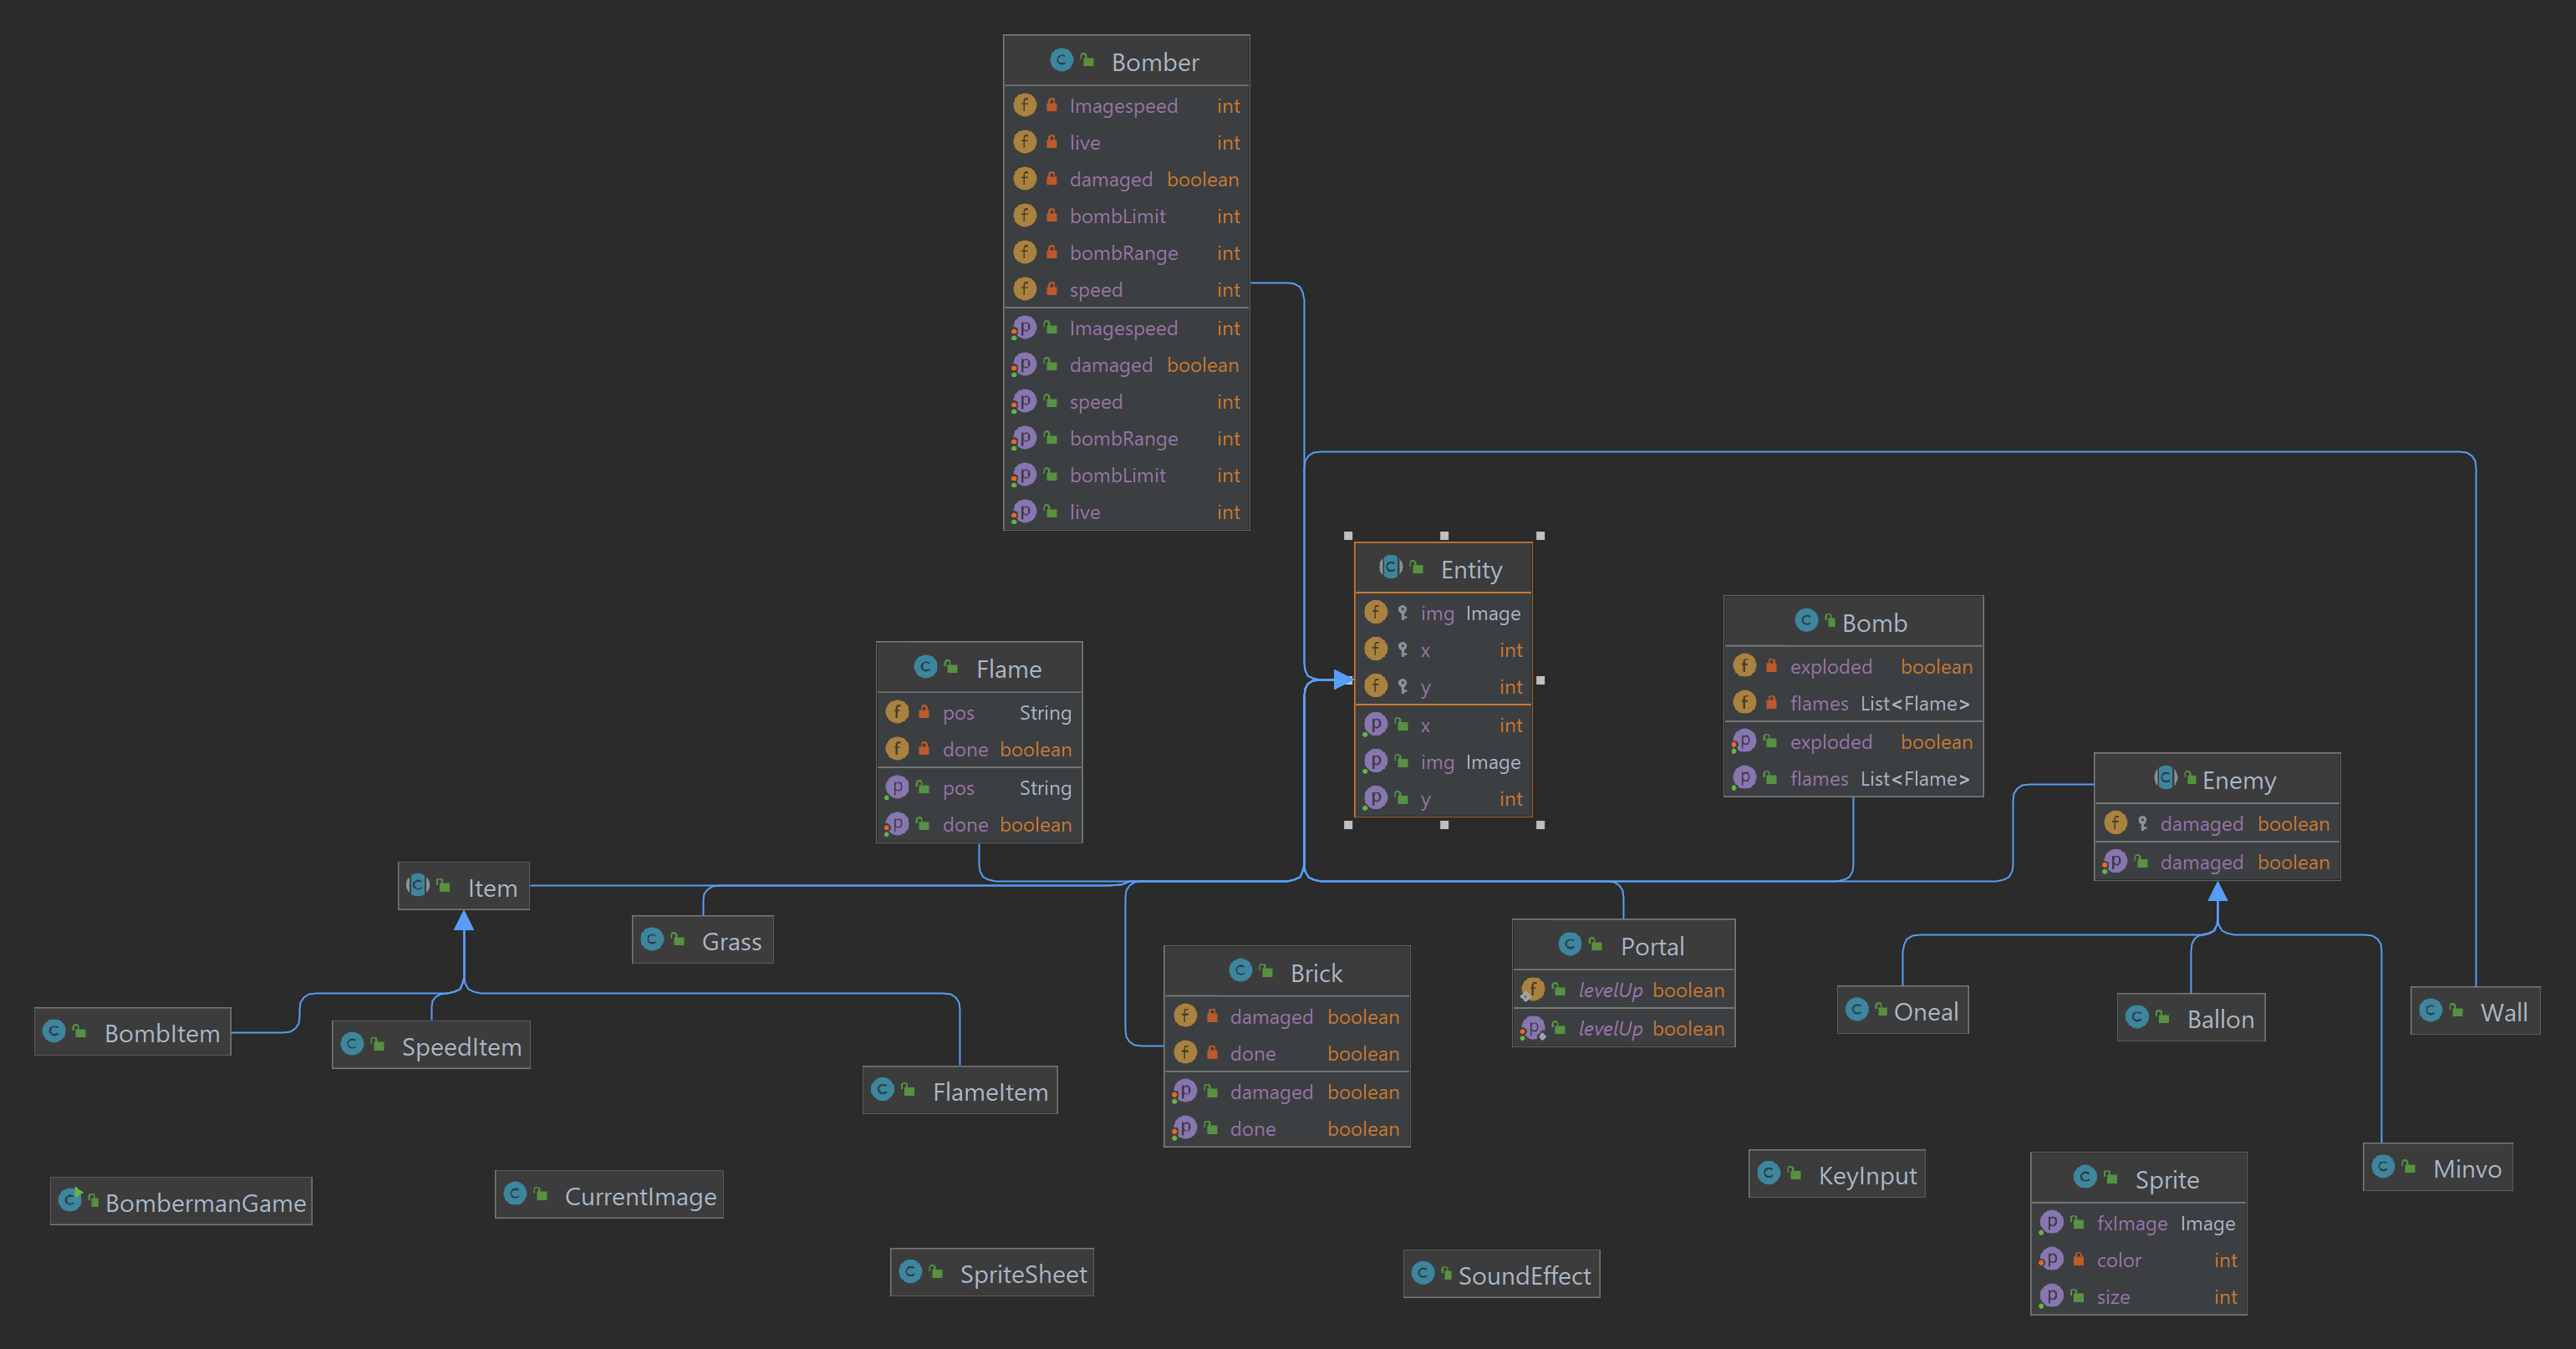 Bomber
Imagespeed int
live int
damaged boolean
bombLimit int
bombRange int
speed int
Imagespeed int
damaged boolean
speed int
bombRange int
bombLimit int
live int
Entity
img Image
x int
y int
x int
img Image
y int
Bomb
exploded boolean
flames List<Flame>
exploded boolean
flames List<Flame>
Flame
pos String
done boolean
pos String
done boolean
Enemy
damaged boolean
damaged boolean
Item
Grass
Brick
damaged boolean
done boolean
damaged boolean
done boolean
Portal
levelUp boolean
levelUp boolean
Oneal
Ballon
Wall
BombItem
SpeedItem
FlameItem
Minvo
BombermanGame
CurrentImage
KeyInput
Sprite
fxImage Image
color int
size int
SpriteSheet
SoundEffect